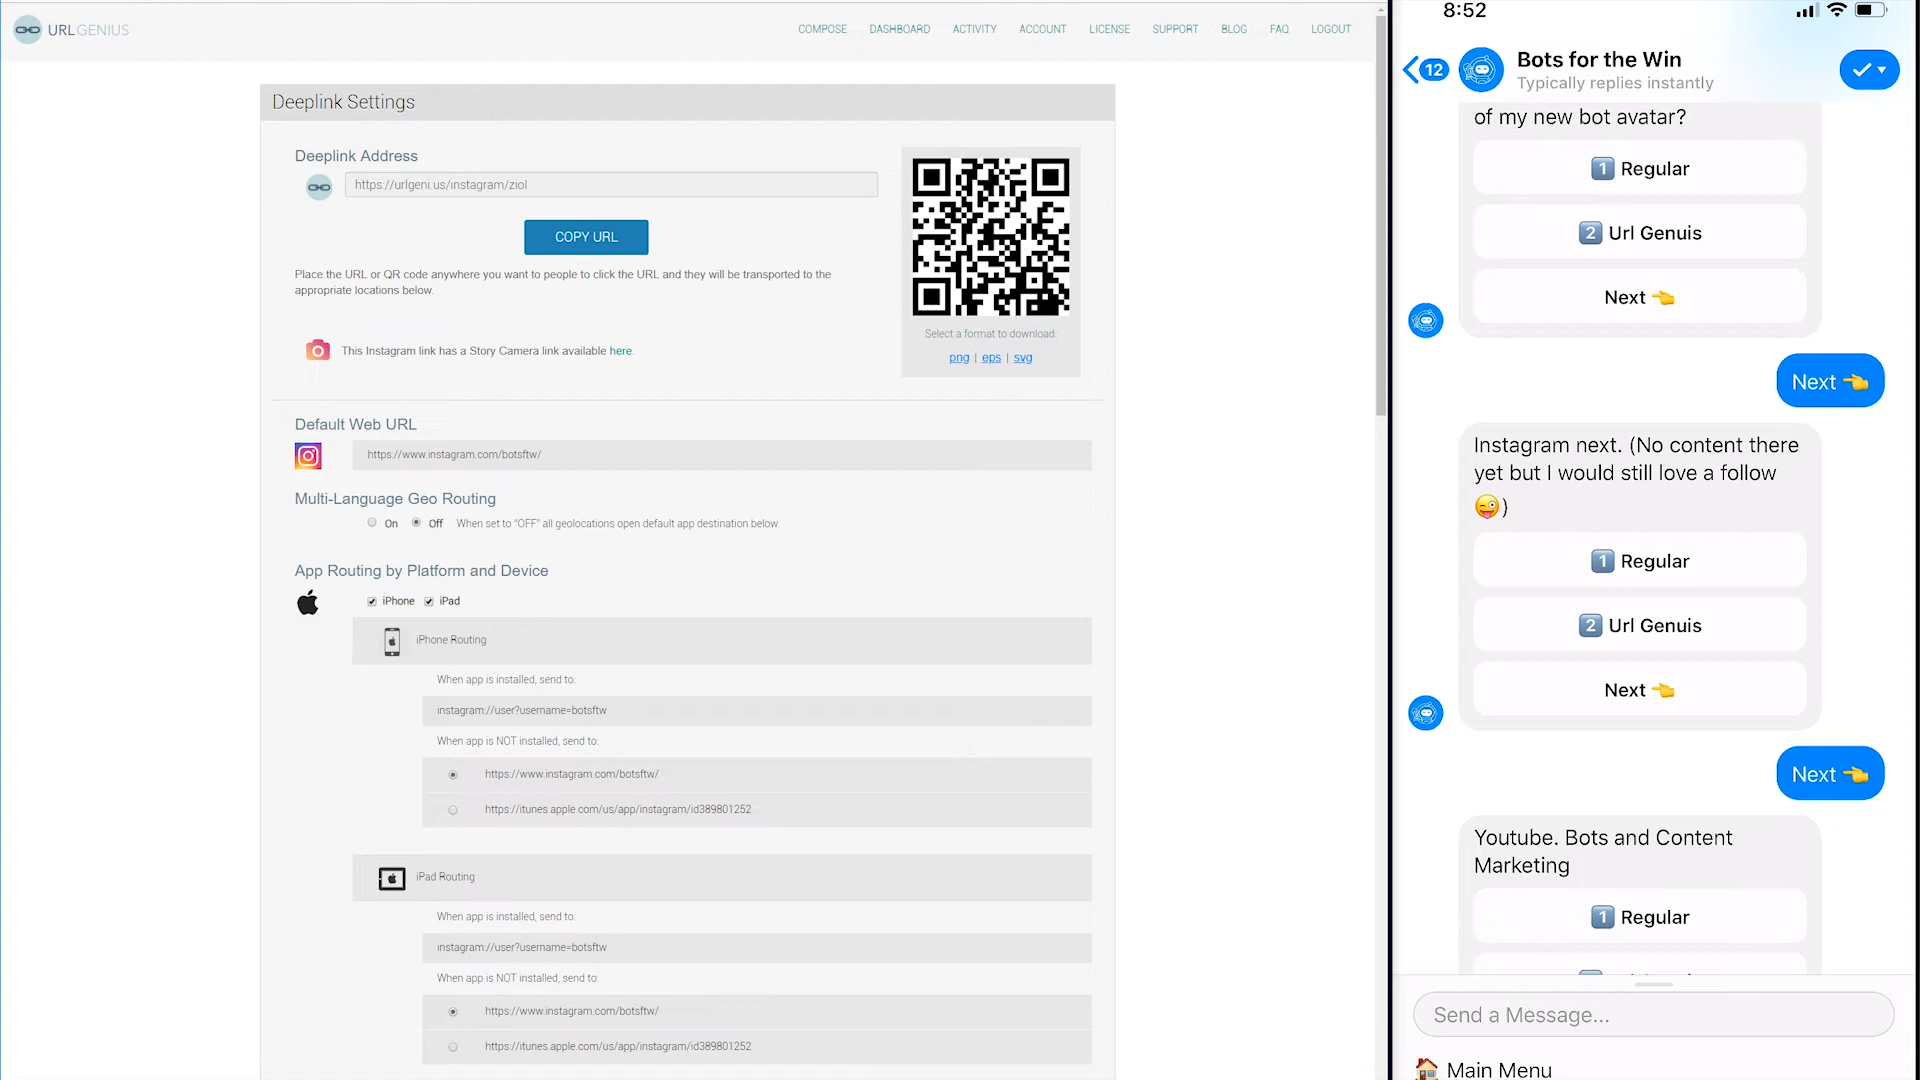 URLGENIUS
COMPOSE DASHBOARD ACTIVITY ACCOUNT LICENSE SUPPORT BLOG FAQ LOGOUT
Deeplink Settings
Deeplink Address
https://urlgeni.us/instagram/ziol
COPY URL
Place the URL or QR code anywhere you want to people to click the URL and they will be transported to the
appropriate locations below.
Select a format to download:
png | eps | svg
This Instagram link has a Story Camera link available here.
Default Web URL
https://www.instagram.com/botsftw/
Multi-Language Geo Routing
On Off When set to "OFF" all geolocations open default app destination below
App Routing by Platform and Device
iPhone iPad
iPhone Routing
When app is installed, send to:
instagram://user?username=botsftw
When app is NOT installed, send to:
https://www.instagram.com/botsftw/
https://itunes.apple.com/us/app/instagram/id389801252
iPad Routing
When app is installed, send to:
instagram://user?username=botsftw
When app is NOT installed, send to:
https://www.instagram.com/botsftw/
https://itunes.apple.com/us/app/instagram/id389801252
8:52
12
Bots for the Win
Typically replies instantly
of my new bot avatar?
1 Regular
2 Url Genuis
Next 👈
Next 👈
Instagram next. (No content there
yet but I would still love a follow
😜)
1 Regular
2 Url Genuis
Next 👈
Next 👈
Youtube. Bots and Content
Marketing
1 Regular
Send a Message...
🏠 Main Menu